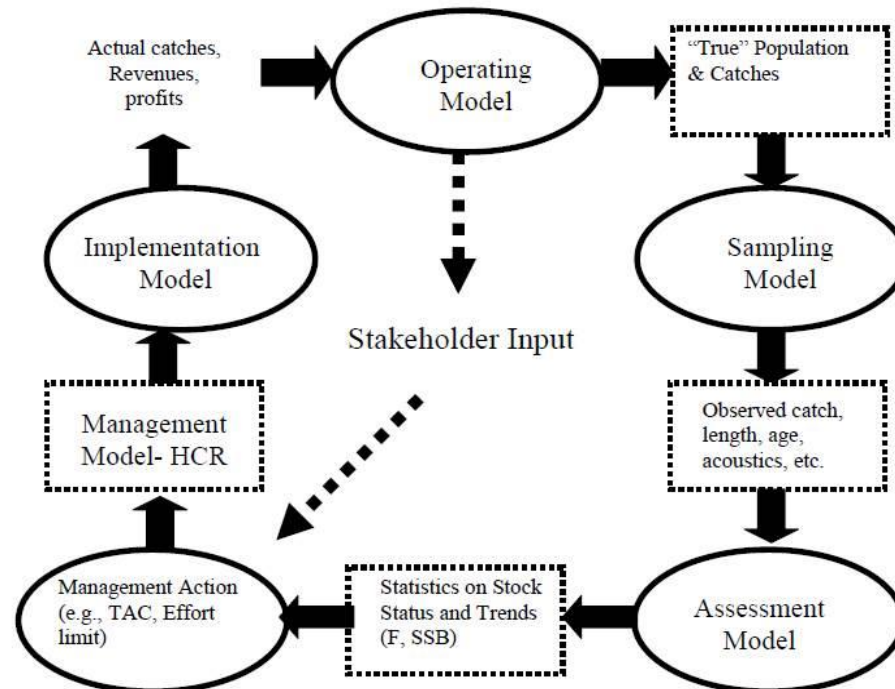 Actual catches,
Revenues,
profits
Operating
Model
“True” Population
& Catches
Implementation
Model
Sampling
Model
Stakeholder Input
Management
Model- HCR
Observed catch,
length, age,
acoustics, etc.
Management Action
(e.g., TAC, Effort
limit)
Statistics on Stock
Status and Trends
(F, SSB)
Assessment
Model